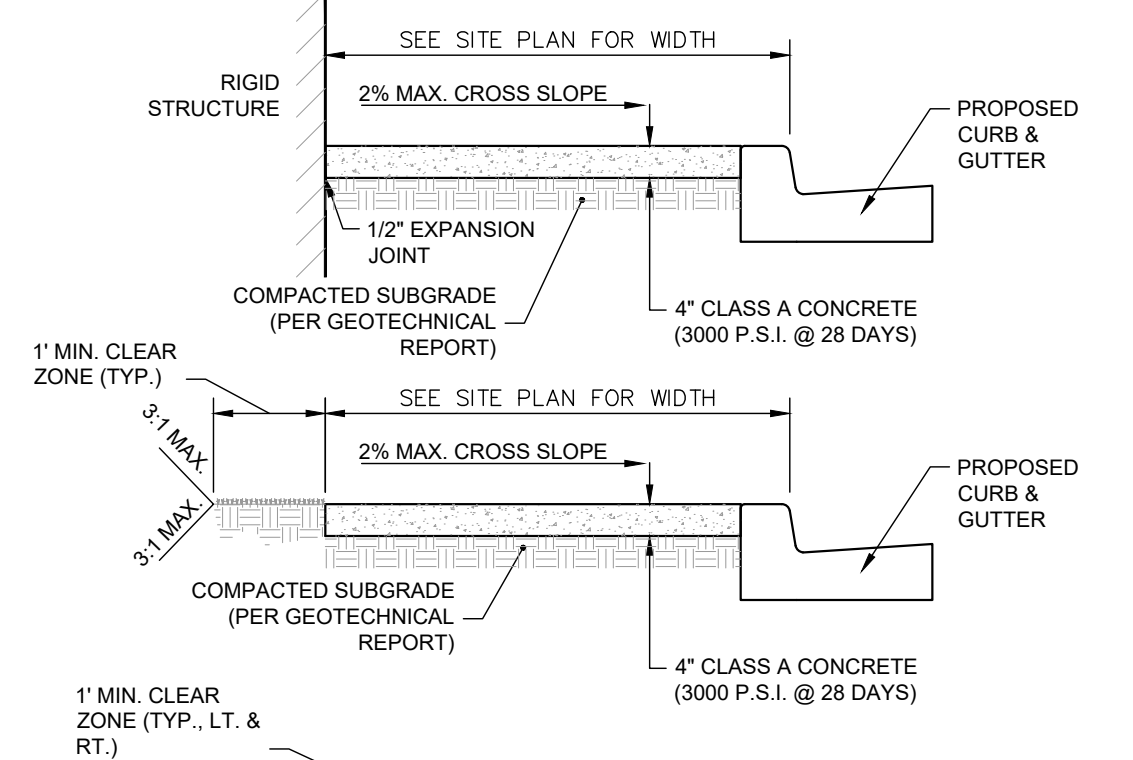 SEE SITE PLAN FOR WIDTH
RIGID
STRUCTURE
2% MAX. CROSS SLOPE
PROPOSED
CURB &
GUTTER
1/2" EXPANSION
JOINT
COMPACTED SUBGRADE
(PER GEOTECHNICAL
REPORT)
4" CLASS A CONCRETE
(3000 P.S.I. @ 28 DAYS)
1' MIN. CLEAR
ZONE (TYP.)
SEE SITE PLAN FOR WIDTH
3:1 MAX.
3:1 MAX.
2% MAX. CROSS SLOPE
PROPOSED
CURB &
GUTTER
COMPACTED SUBGRADE
(PER GEOTECHNICAL
REPORT)
4" CLASS A CONCRETE
(3000 P.S.I. @ 28 DAYS)
1' MIN. CLEAR
ZONE (TYP., LT. &
RT.)